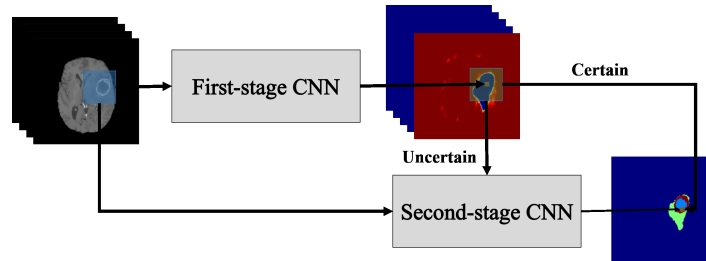 First-stage CNN
Certain
Uncertain
Second-stage CNN